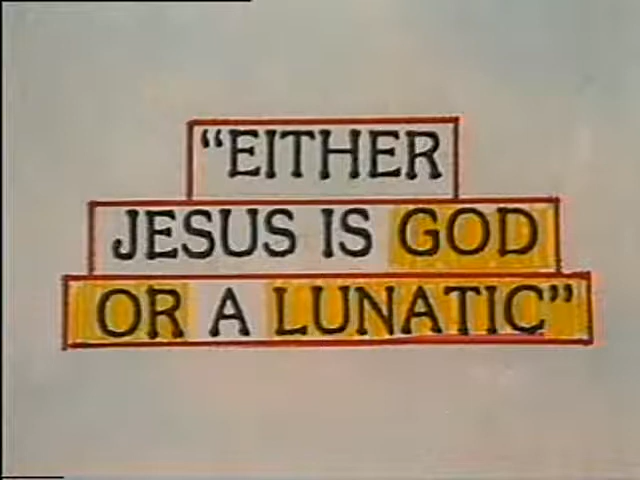 “EITHER
JESUS IS GOD
OR A LUNATIC”